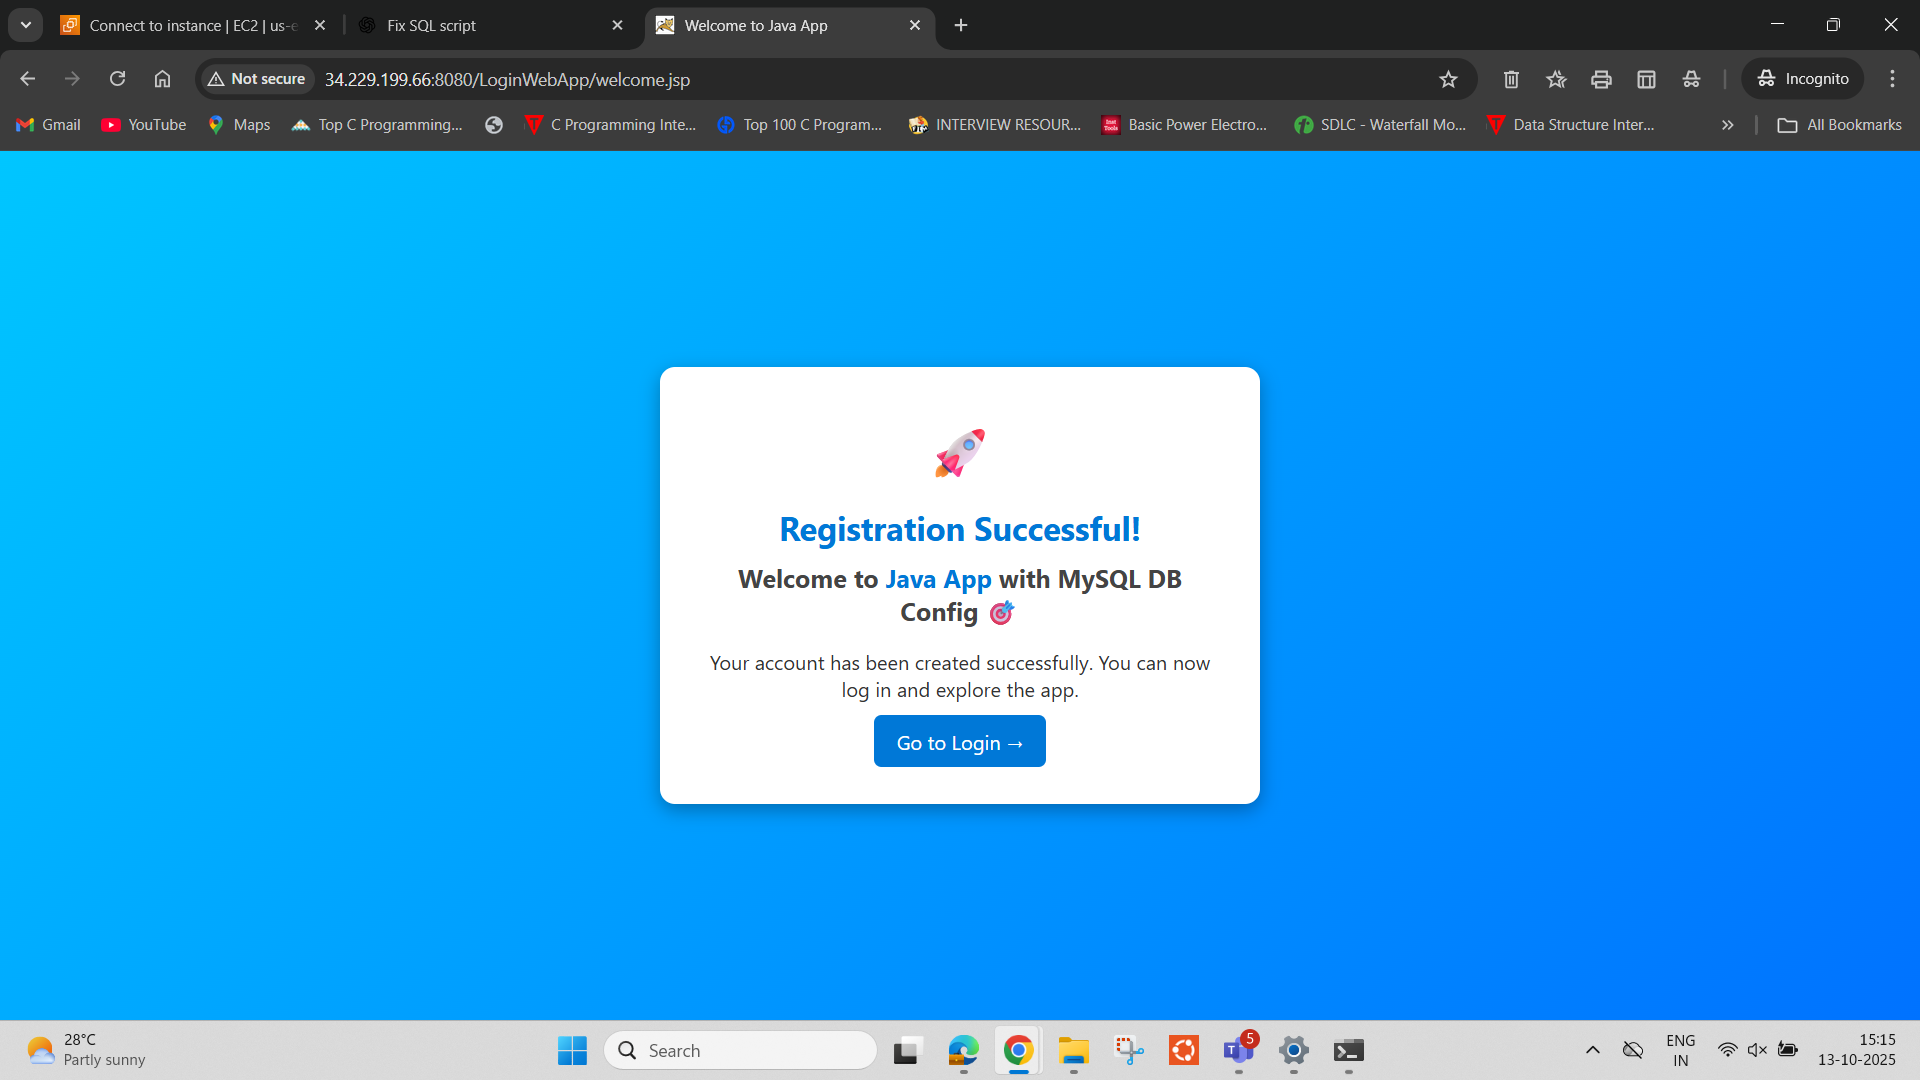 Connect to instance | EC2 | us-e
Fix SQL script
Welcome to Java App
Not secure
34.229.199.66:8080/LoginWebApp/welcome.jsp
Incognito
Gmail
YouTube
Maps
Top C Programming...
C Programming Inte...
Top 100 C Program...
INTERVIEW RESOUR...
Basic Power Electro...
SDLC - Waterfall Mo...
Data Structure Inter...
All Bookmarks
Registration Successful!
Welcome to Java App with MySQL DB
Config
Your account has been created successfully. You can now
log in and explore the app.
Go to Login →
28°C
Partly sunny
Search
5
ENG
IN
15:15
13-10-2025